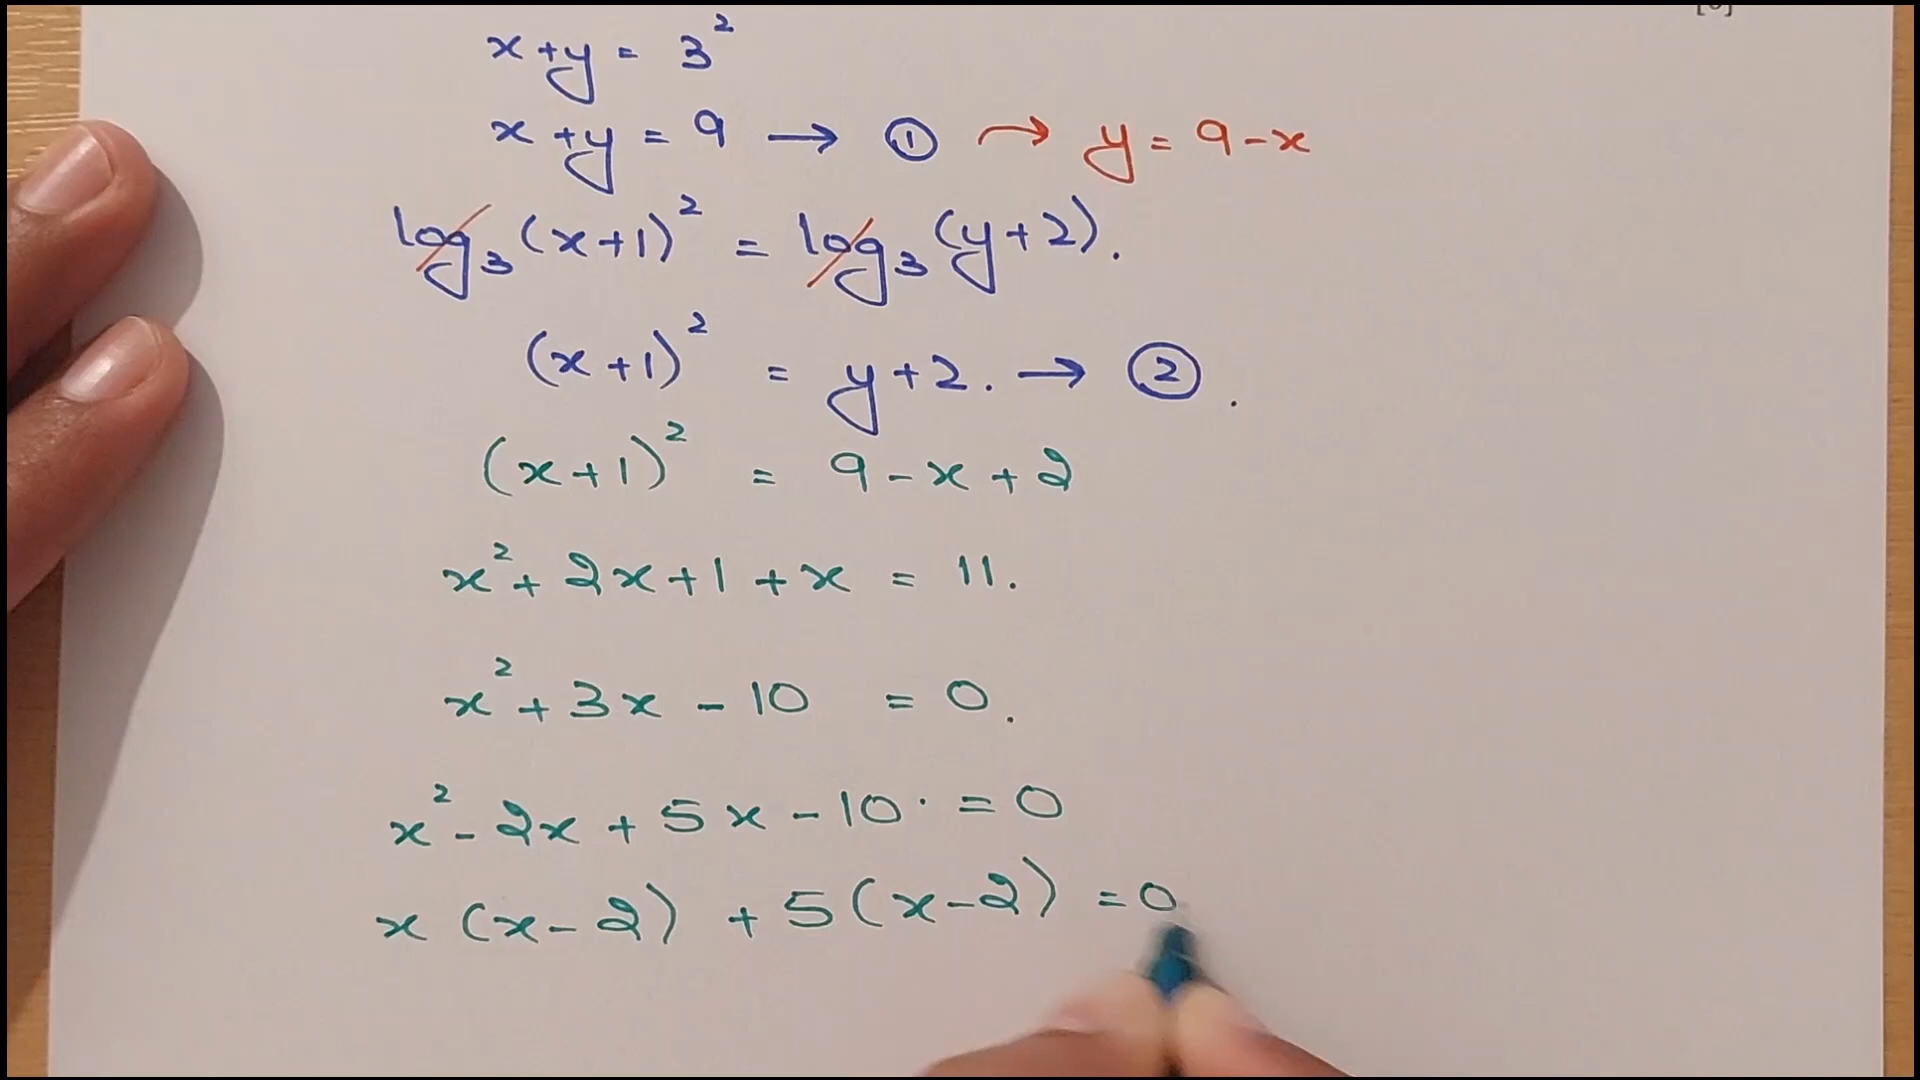 x+y = 3²
x+y = 9 → ① → y = 9-x
log₃(x+1)² = log₃(y+2).
(x+1)² = y+2. → ②.
(x+1)² = 9-x+2
x²+2x+1+x = 11.
x²+3x-10 = 0.
x²-2x+5x-10 = 0
x(x-2)+5(x-2) = 0